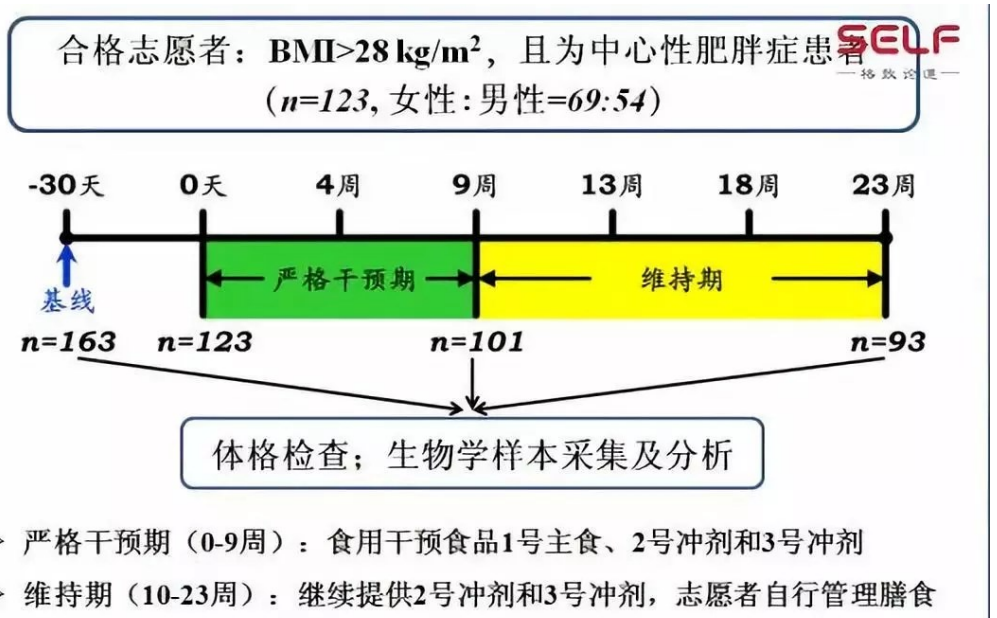 合格志愿者：BMI>28 kg/m²，且为中心性肥胖症患者
(n=123, 女性:男性=69:54)
SELF
格致论道
-30天 0天 4周 9周 13周 18周 23周
严格干预期 维持期
基线
n=163 n=123 n=101 n=93
体格检查；生物学样本采集及分析
严格干预期（0-9周）：食用干预食品1号主食、2号冲剂和3号冲剂
维持期（10-23周）：继续提供2号冲剂和3号冲剂，志愿者自行管理膳食